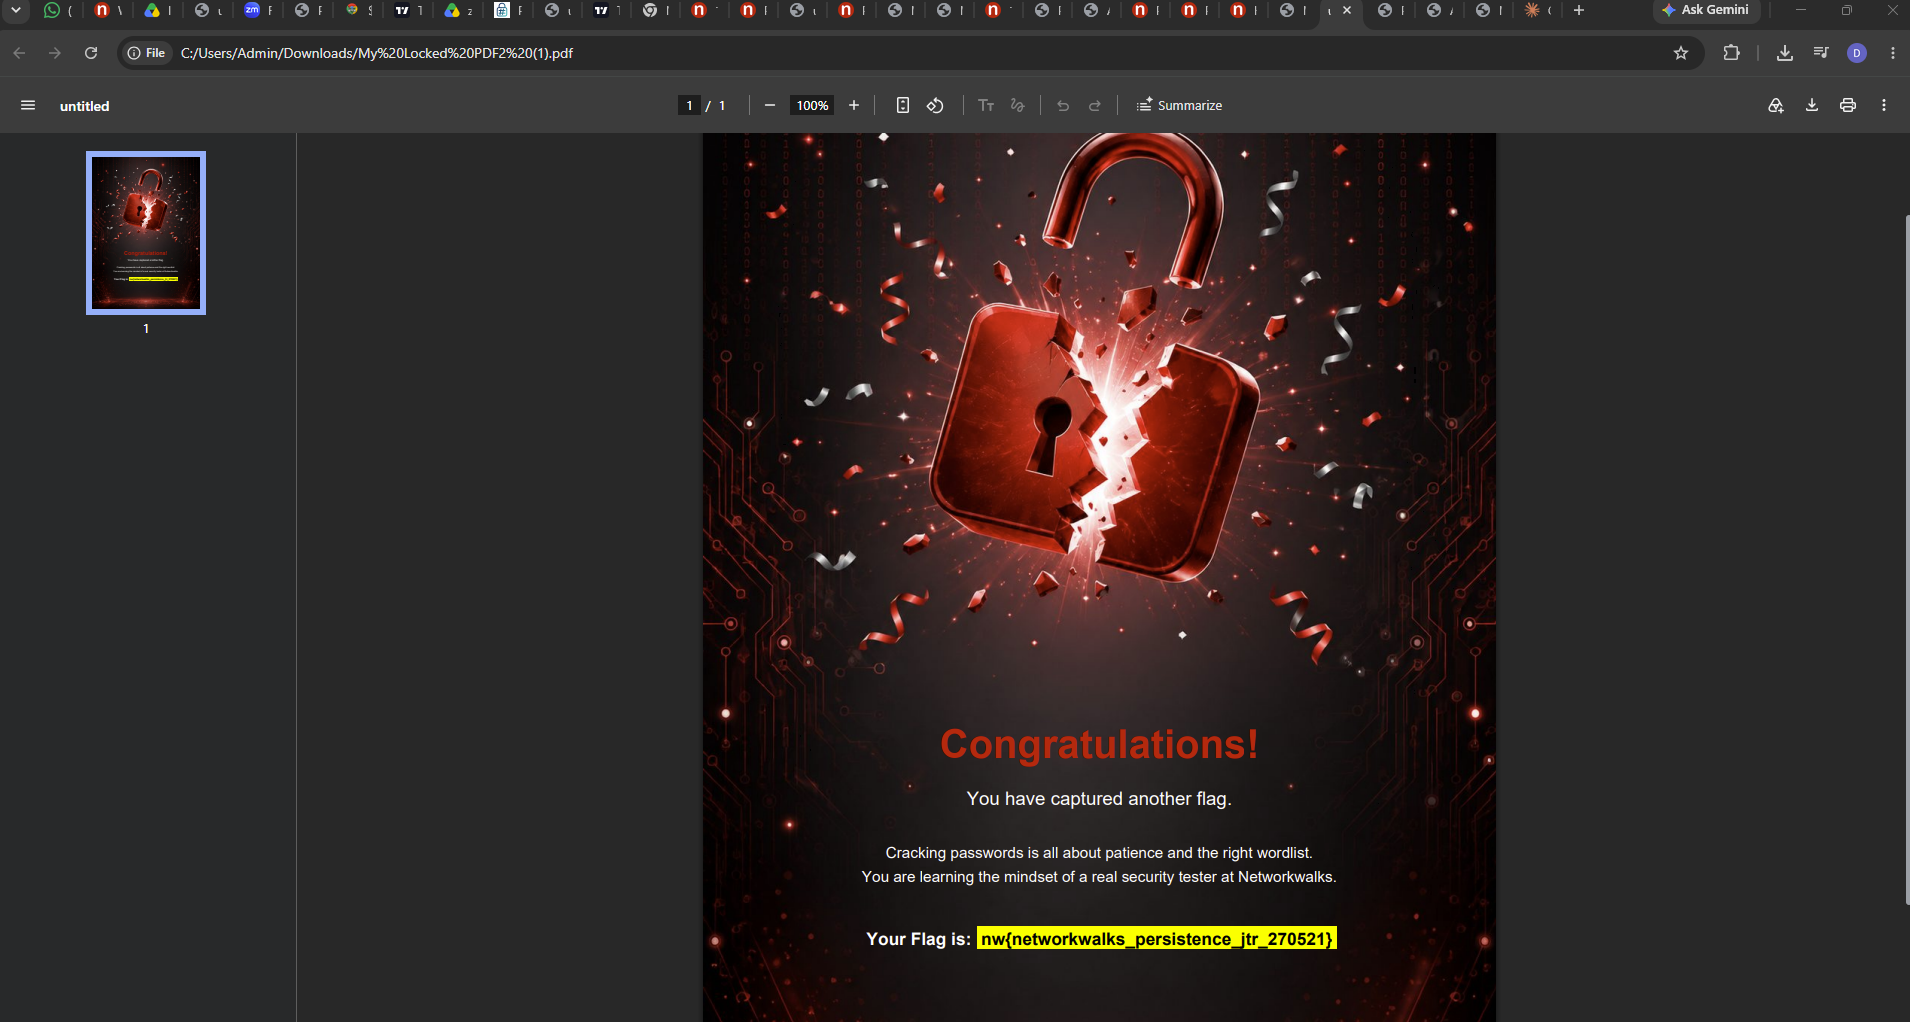 Ask Gemini
File C:/Users/Admin/Downloads/My%20Locked%20PDF2%20(1).pdf
D
untitled
1 / 1
100%
Summarize
1
Congratulations!
You have captured another flag.
Cracking passwords is all about patience and the right wordlist.
You are learning the mindset of a real security tester at Networkwalks.
Your Flag is: nw{networkwalks_persistence_jtr_270521}